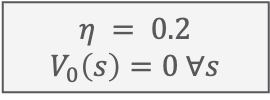 η = 0.2
V₀(s) = 0 ∀s